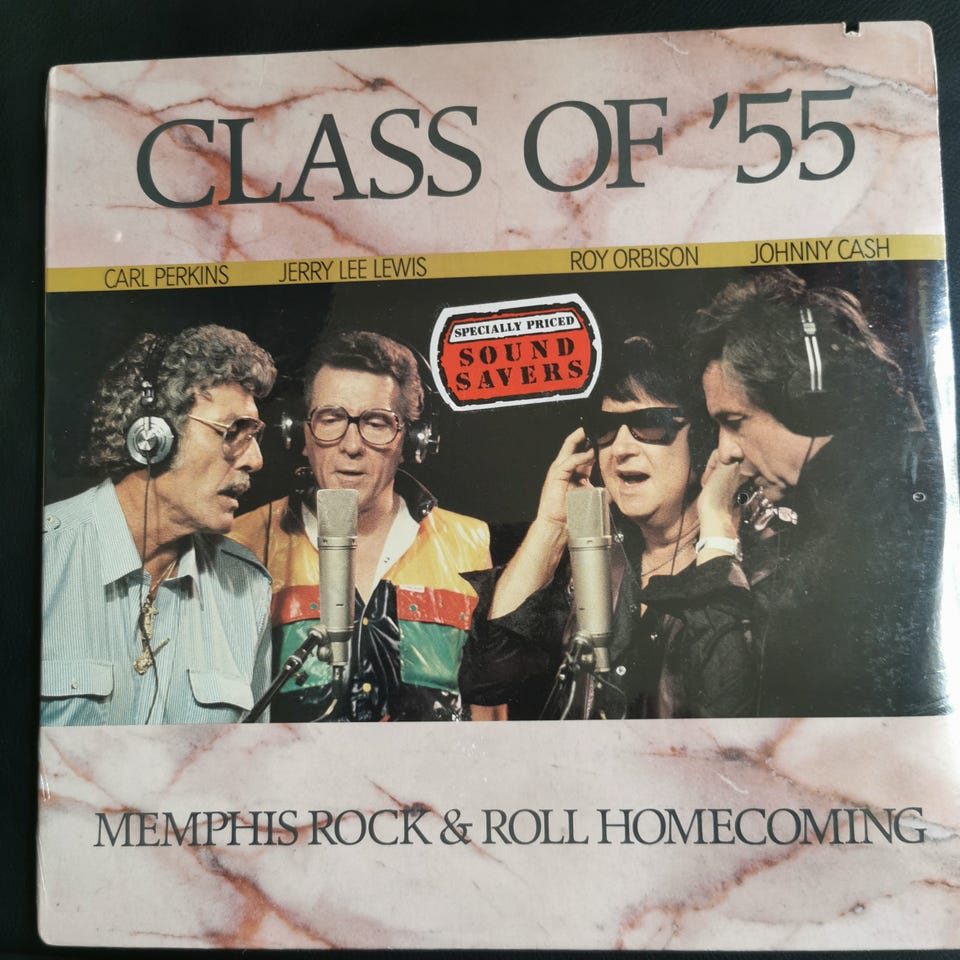 CLASS OF '55
CARL PERKINS JERRY LEE LEWIS ROY ORBISON JOHNNY CASH
SPECIALLY PRICED
SOUND
SAVERS
MEMPHIS ROCK & ROLL HOMECOMING